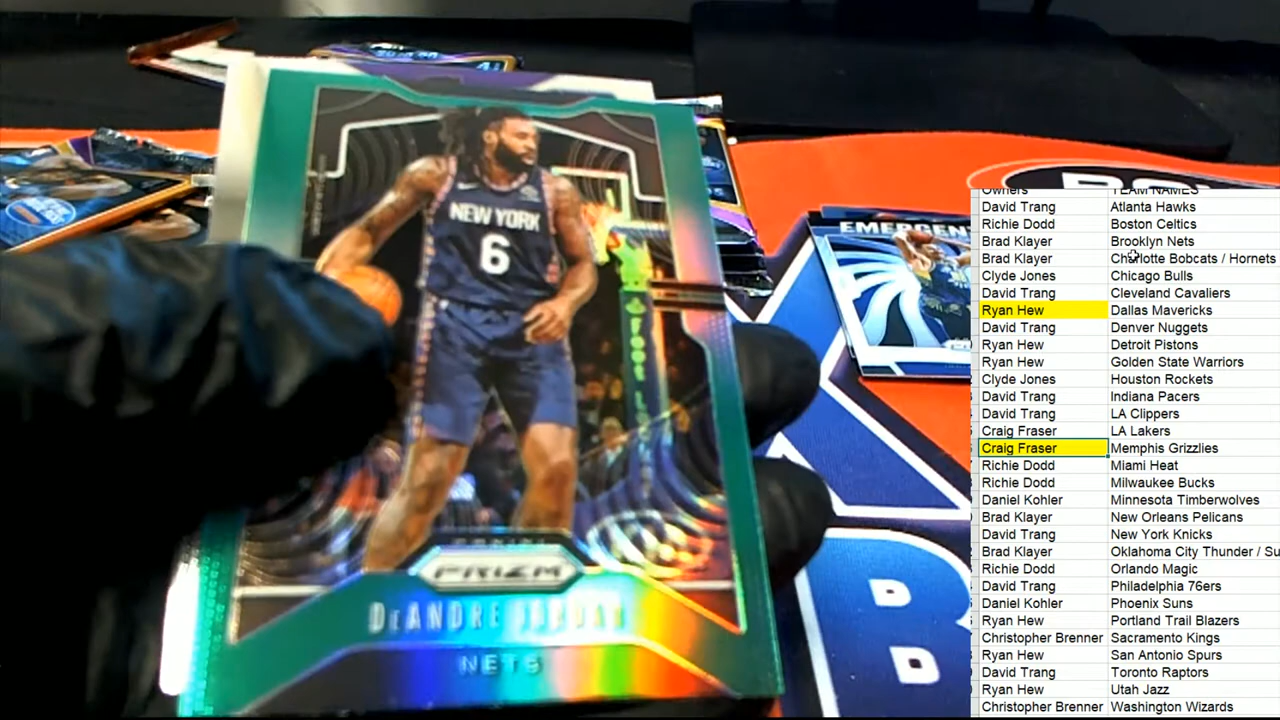 NEW YORK
6
PRIZM
DEANDRE JORDAN
NETS
EMERGEN
B
D
Owners TEAM NAMES
David Trang Atlanta Hawks
Richie Dodd Boston Celtics
Brad Klayer Brooklyn Nets
Brad Klayer Charlotte Bobcats / Hornets
Clyde Jones Chicago Bulls
David Trang Cleveland Cavaliers
Ryan Hew Dallas Mavericks
David Trang Denver Nuggets
Ryan Hew Detroit Pistons
Ryan Hew Golden State Warriors
Clyde Jones Houston Rockets
David Trang Indiana Pacers
David Trang LA Clippers
Craig Fraser LA Lakers
Craig Fraser Memphis Grizzlies
Richie Dodd Miami Heat
Richie Dodd Milwaukee Bucks
Daniel Kohler Minnesota Timberwolves
Brad Klayer New Orleans Pelicans
David Trang New York Knicks
Brad Klayer Oklahoma City Thunder / Su
Richie Dodd Orlando Magic
David Trang Philadelphia 76ers
Daniel Kohler Phoenix Suns
Ryan Hew Portland Trail Blazers
Christopher Brenner Sacramento Kings
Ryan Hew San Antonio Spurs
David Trang Toronto Raptors
Ryan Hew Utah Jazz
Christopher Brenner Washington Wizards